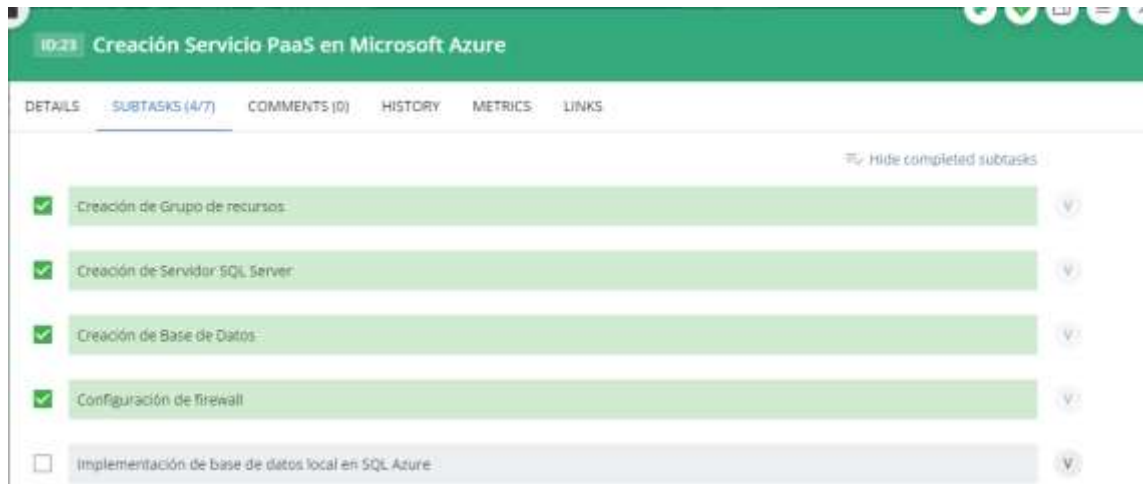 ID:23 Creación Servicio PaaS en Microsoft Azure
DETAILS SUBTASKS (4/7) COMMENTS (0) HISTORY METRICS LINKS
Hide completed subtasks
Creación de Grupo de recursos
V
Creación de Servidor SQL Server
V
Creación de Base de Datos
V
Configuración de firewall
V
Implementación de base de datos local en SQL Azure
V